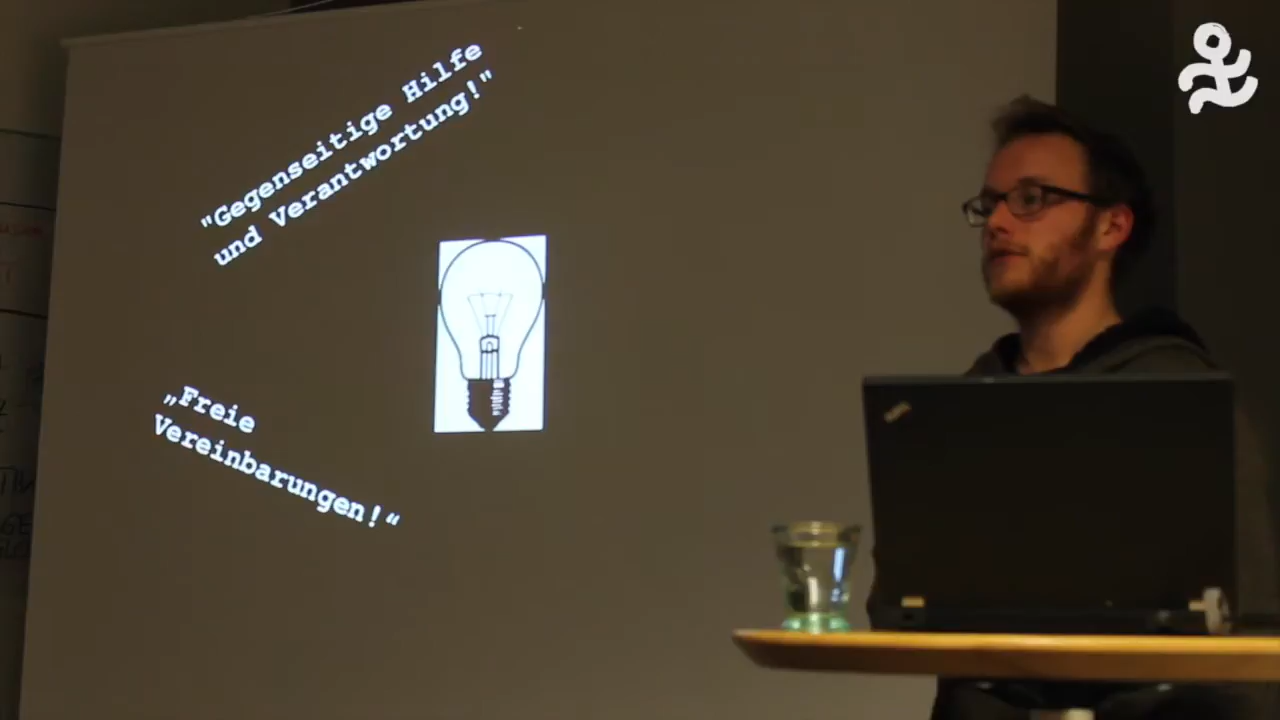 "Gegenseitige Hilfe
und Verantwortung!"
„Freie
Vereinbarungen!“